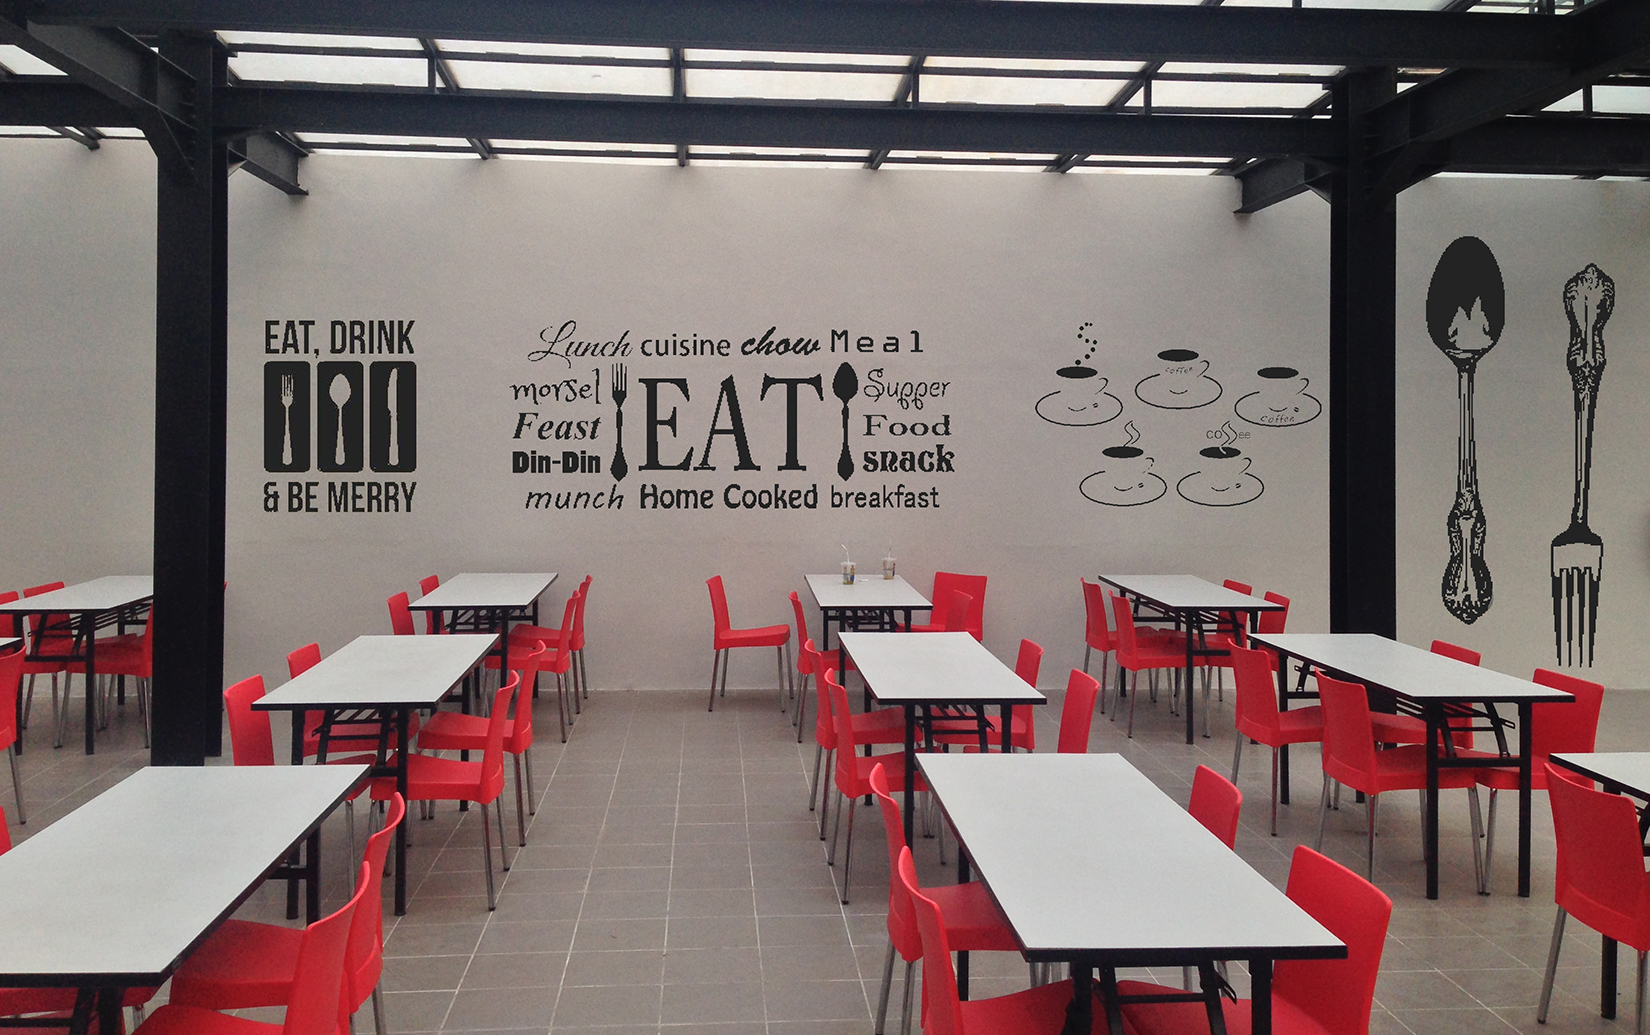 EAT, DRINK
& BE MERRY
Lunch cuisine chow Meal
morsel
Feast
Din-Din
EAT
Supper
Food
snack
munch Home Cooked breakfast
coffee
coffee
coffee